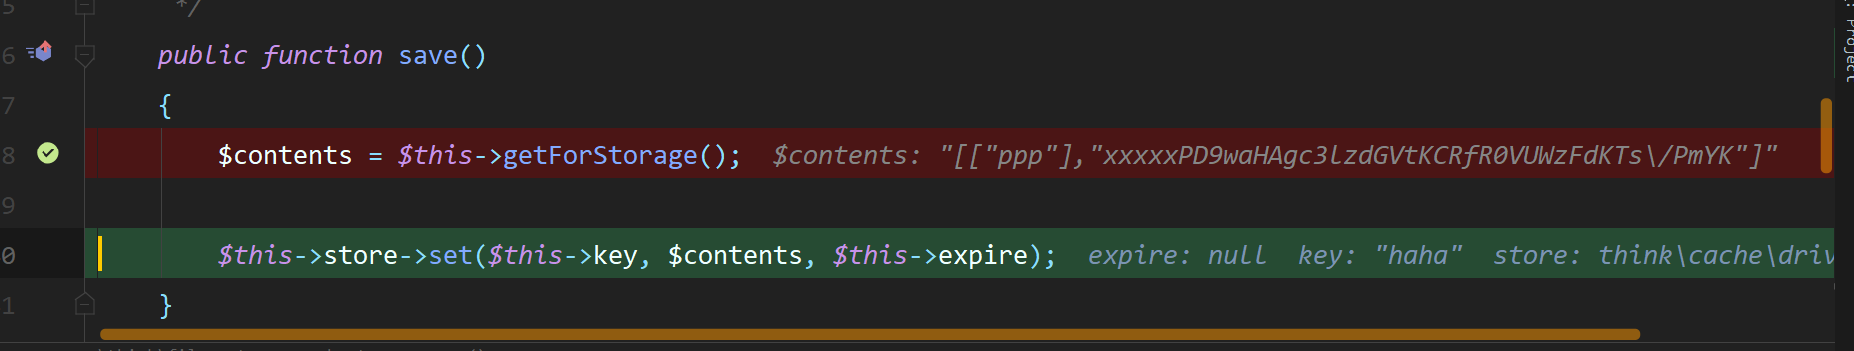 5 */
6 public function save()
7 {
8 $contents = $this->getForStorage(); $contents: "[["ppp"],"xxxxxPD9waHAgc3lzdGVtKCRfR0VUWzFdKTs\/PmYK"]"
9
0 $this->store->set($this->key, $contents, $this->expire); expire: null key: "haha" store: think\cache\driv
1 }
Project